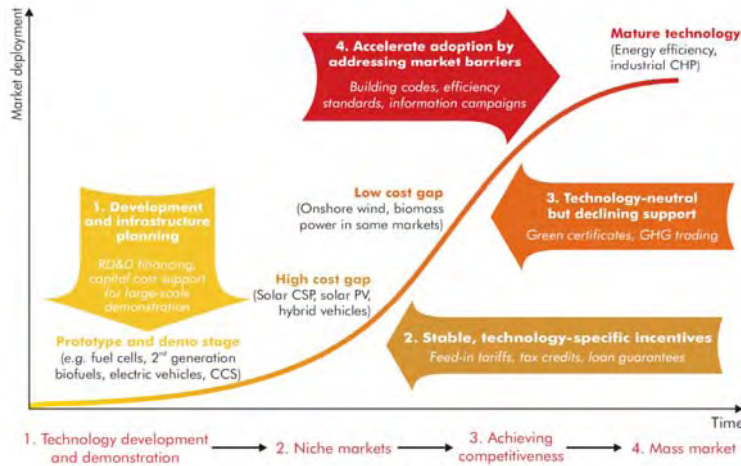 Market deployment
4. Accelerate adoption by
addressing market barriers
Building codes, efficiency
standards, information campaigns
Mature technology
(Energy efficiency,
industrial CHP)
1. Development
and infrastructure
planning
RD&D financing,
capital cost support
for large-scale
demonstration
Low cost gap
(Onshore wind, biomass
power in some markets)
3. Technology-neutral
but declining support
Green certificates, GHG trading
High cost gap
(Solar CSP, solar PV,
hybrid vehicles)
Prototype and demo stage
(e.g. fuel cells, 2nd generation
biofuels, electric vehicles, CCS)
2. Stable, technology-specific incentives
Feed-in tariffs, tax credits, loan guarantees
Time
1. Technology development
and demonstration
2. Niche markets
3. Achieving
competitiveness
4. Mass market